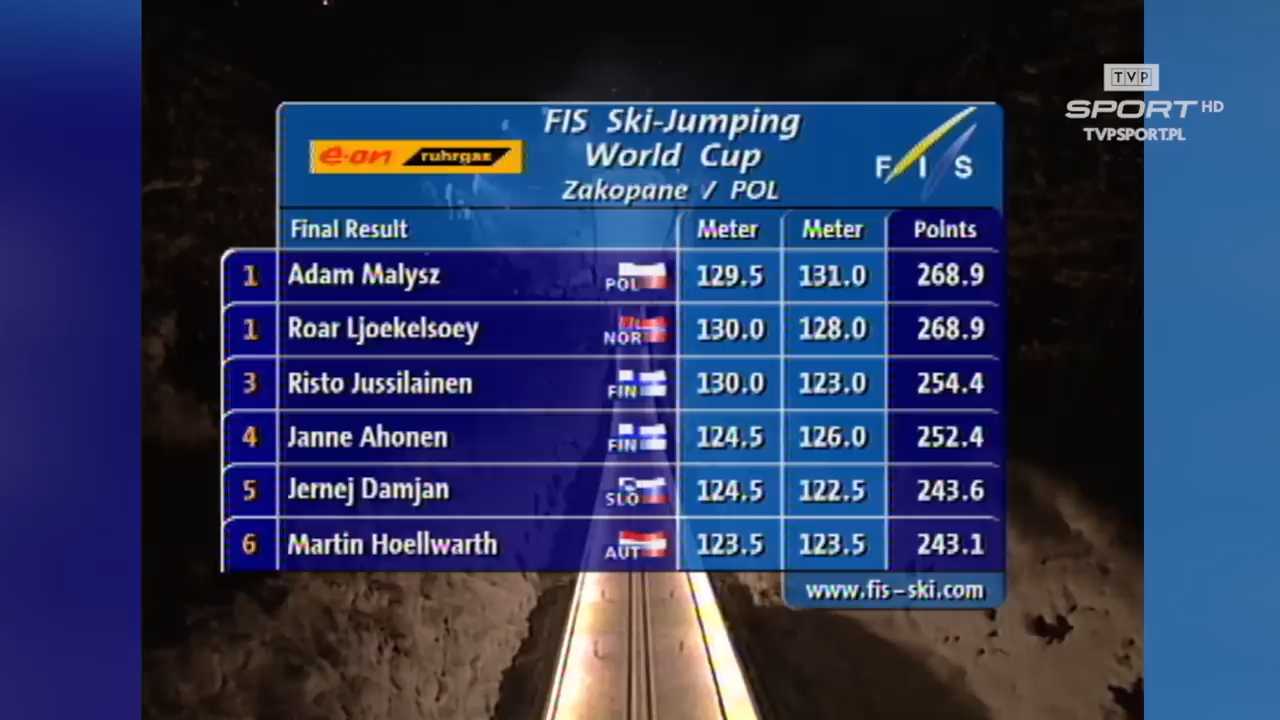 TVP
SPORT HD
TVPSPORT.PL
FIS Ski-Jumping
World Cup
Zakopane / POL
e·on ruhrgas
F I S
Final Result Meter Meter Points
1 Adam Malysz POL 129.5 131.0 268.9
1 Roar Ljoekelsoey NOR 130.0 128.0 268.9
3 Risto Jussilainen FIN 130.0 123.0 254.4
4 Janne Ahonen FIN 124.5 126.0 252.4
5 Jernej Damjan SLO 124.5 122.5 243.6
6 Martin Hoellwarth AUT 123.5 123.5 243.1
www.fis-ski.com